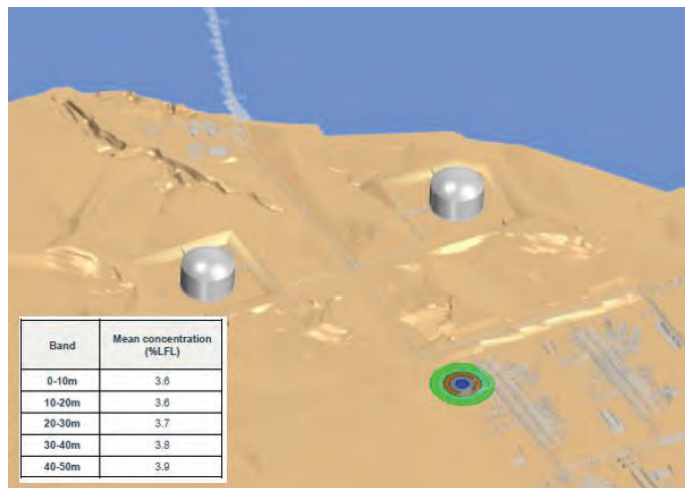 Band Mean concentration
(%LFL)
0-10m 3.6
10-20m 3.6
20-30m 3.7
30-40m 3.8
40-50m 3.9